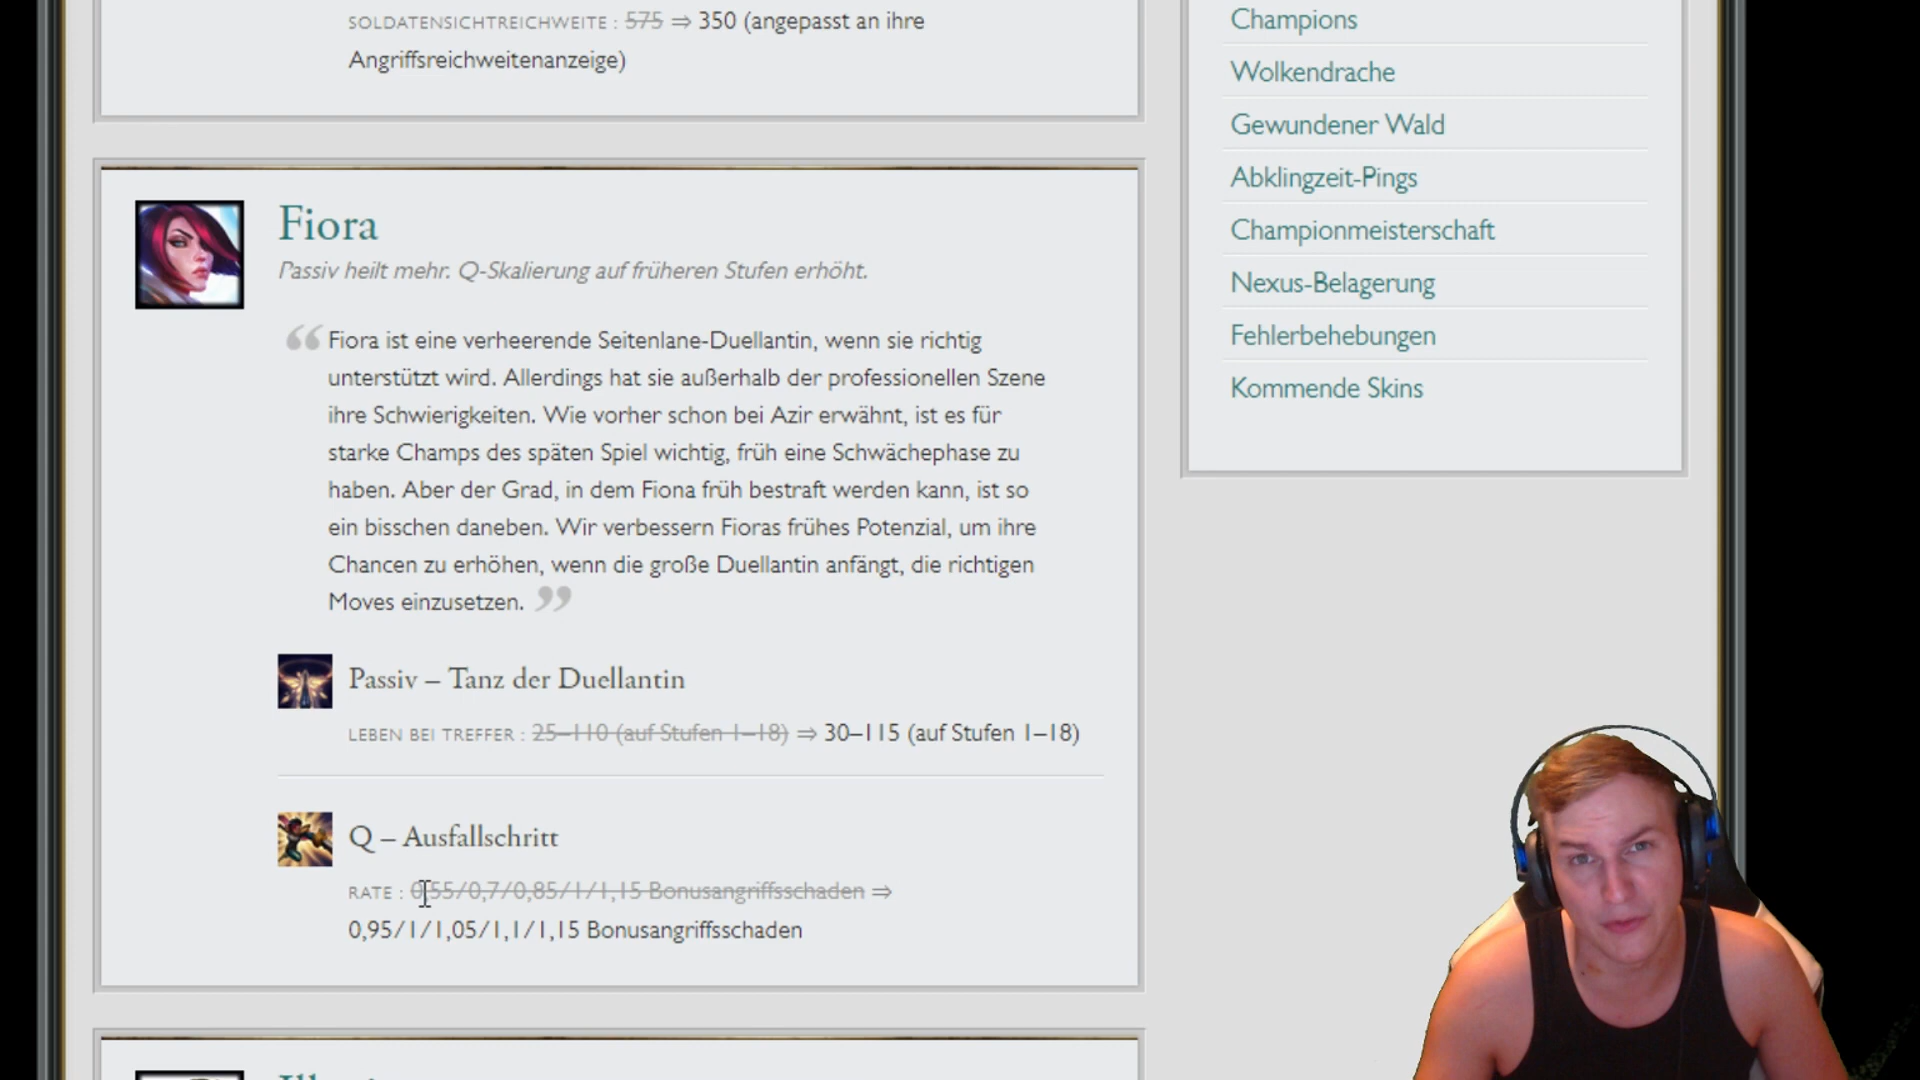 SOLDATENSICHTREICHWEITE : 575 ⇒ 350 (angepasst an ihre
Angriffsreichweitenanzeige)
Fiora
Passiv heilt mehr. Q-Skalierung auf früheren Stufen erhöht.
“ Fiora ist eine verheerende Seitenlane-Duellantin, wenn sie richtig
unterstützt wird. Allerdings hat sie außerhalb der professionellen Szene
ihre Schwierigkeiten. Wie vorher schon bei Azir erwähnt, ist es für
starke Champs des späten Spiel wichtig, früh eine Schwächephase zu
haben. Aber der Grad, in dem Fiona früh bestraft werden kann, ist so
ein bisschen daneben. Wir verbessern Fioras frühes Potenzial, um ihre
Chancen zu erhöhen, wenn die große Duellantin anfängt, die richtigen
Moves einzusetzen. ”
Passiv – Tanz der Duellantin
LEBEN BEI TREFFER : 25–110 (auf Stufen 1–18) ⇒ 30–115 (auf Stufen 1–18)
Q – Ausfallschritt
RATE : 0,55/0,7/0,85/1/1,15 Bonusangriffsschaden ⇒
0,95/1/1,05/1,1/1,15 Bonusangriffsschaden
Champions
Wolkendrache
Gewundener Wald
Abklingzeit-Pings
Championmeisterschaft
Nexus-Belagerung
Fehlerbehebungen
Kommende Skins